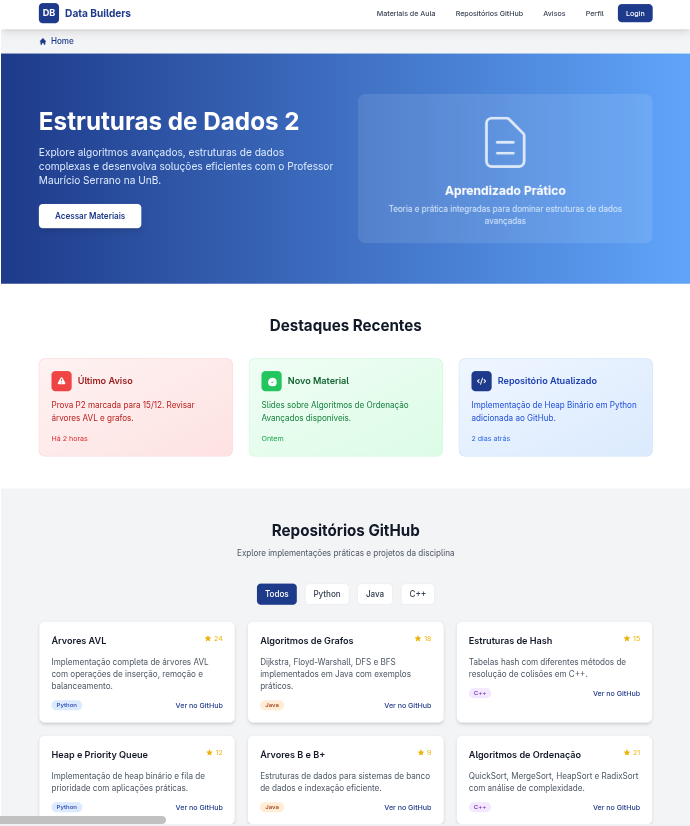 DB Data Builders
Materiais de Aula Repositórios GitHub Avisos Perfil Login
Home
Estruturas de Dados 2
Explore algoritmos avançados, estruturas de dados
complexas e desenvolva soluções eficientes com o Professor
Maurício Serrano na UnB.
Acessar Materiais
Aprendizado Prático
Teoria e prática integradas para dominar estruturas de dados
avançadas
Destaques Recentes
Último Aviso
Prova P2 marcada para 15/12. Revisar
árvores AVL e grafos.
Há 2 horas
Novo Material
Slides sobre Algoritmos de Ordenação
Avançados disponíveis.
Ontem
Repositório Atualizado
Implementação de Heap Binário em Python
adicionada ao GitHub.
2 dias atrás
Repositórios GitHub
Explore implementações práticas e projetos da disciplina
Todos Python Java C++
Árvores AVL 24
Implementação completa de árvores AVL
com operações de inserção, remoção e
balanceamento.
Python Ver no GitHub
Algoritmos de Grafos 18
Dijkstra, Floyd-Warshall, DFS e BFS
implementados em Java com exemplos
práticos.
Java Ver no GitHub
Estruturas de Hash 15
Tabelas hash com diferentes métodos de
resolução de colisões em C++.
C++ Ver no GitHub
Heap e Priority Queue 12
Implementação de heap binário e fila de
prioridade com aplicações práticas.
Python Ver no GitHub
Árvores B e B+ 9
Estruturas de dados para sistemas de banco
de dados e indexação eficiente.
Java Ver no GitHub
Algoritmos de Ordenação 21
QuickSort, MergeSort, HeapSort e RadixSort
com análise de complexidade.
C++ Ver no GitHub